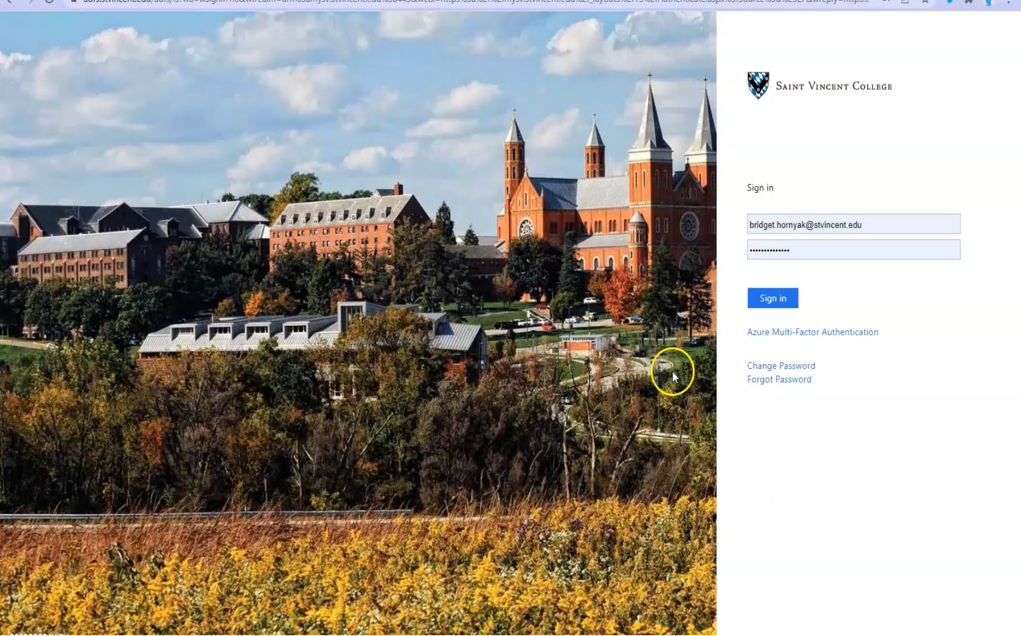 SAINT VINCENT COLLEGE
Sign in
bridget.hornyak@stvincent.edu
••••••••••••••
Sign in
Azure Multi-Factor Authentication
Change Password
Forgot Password